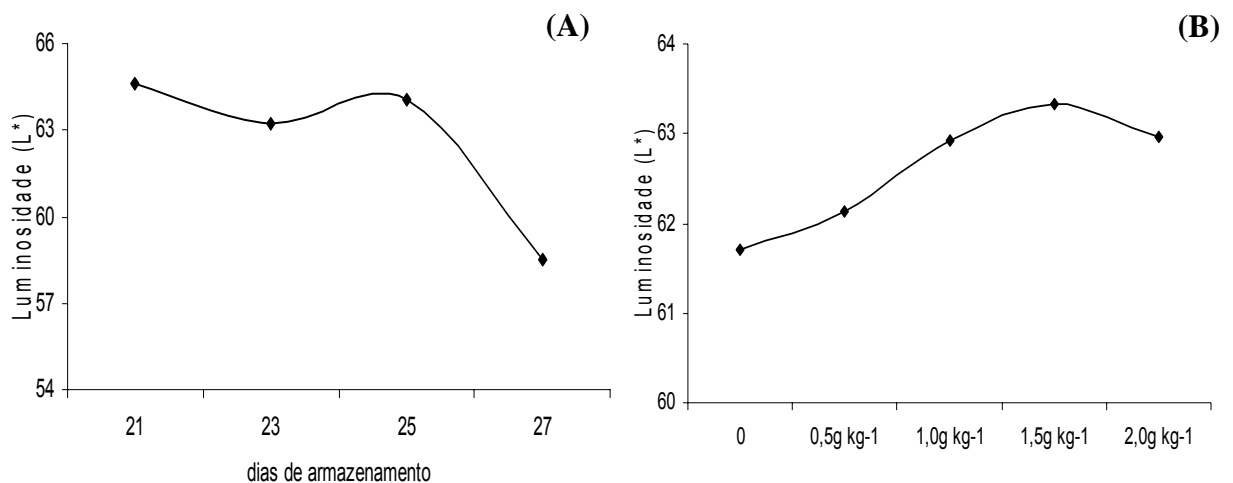 (A)
Luminosidade (L*)
66
63
60
57
54
21 23 25 27
dias de armazenamento
(B)
Luminosidade (L*)
64
63
62
61
60
0 0,5g kg-1 1,0g kg-1 1,5g kg-1 2,0g kg-1